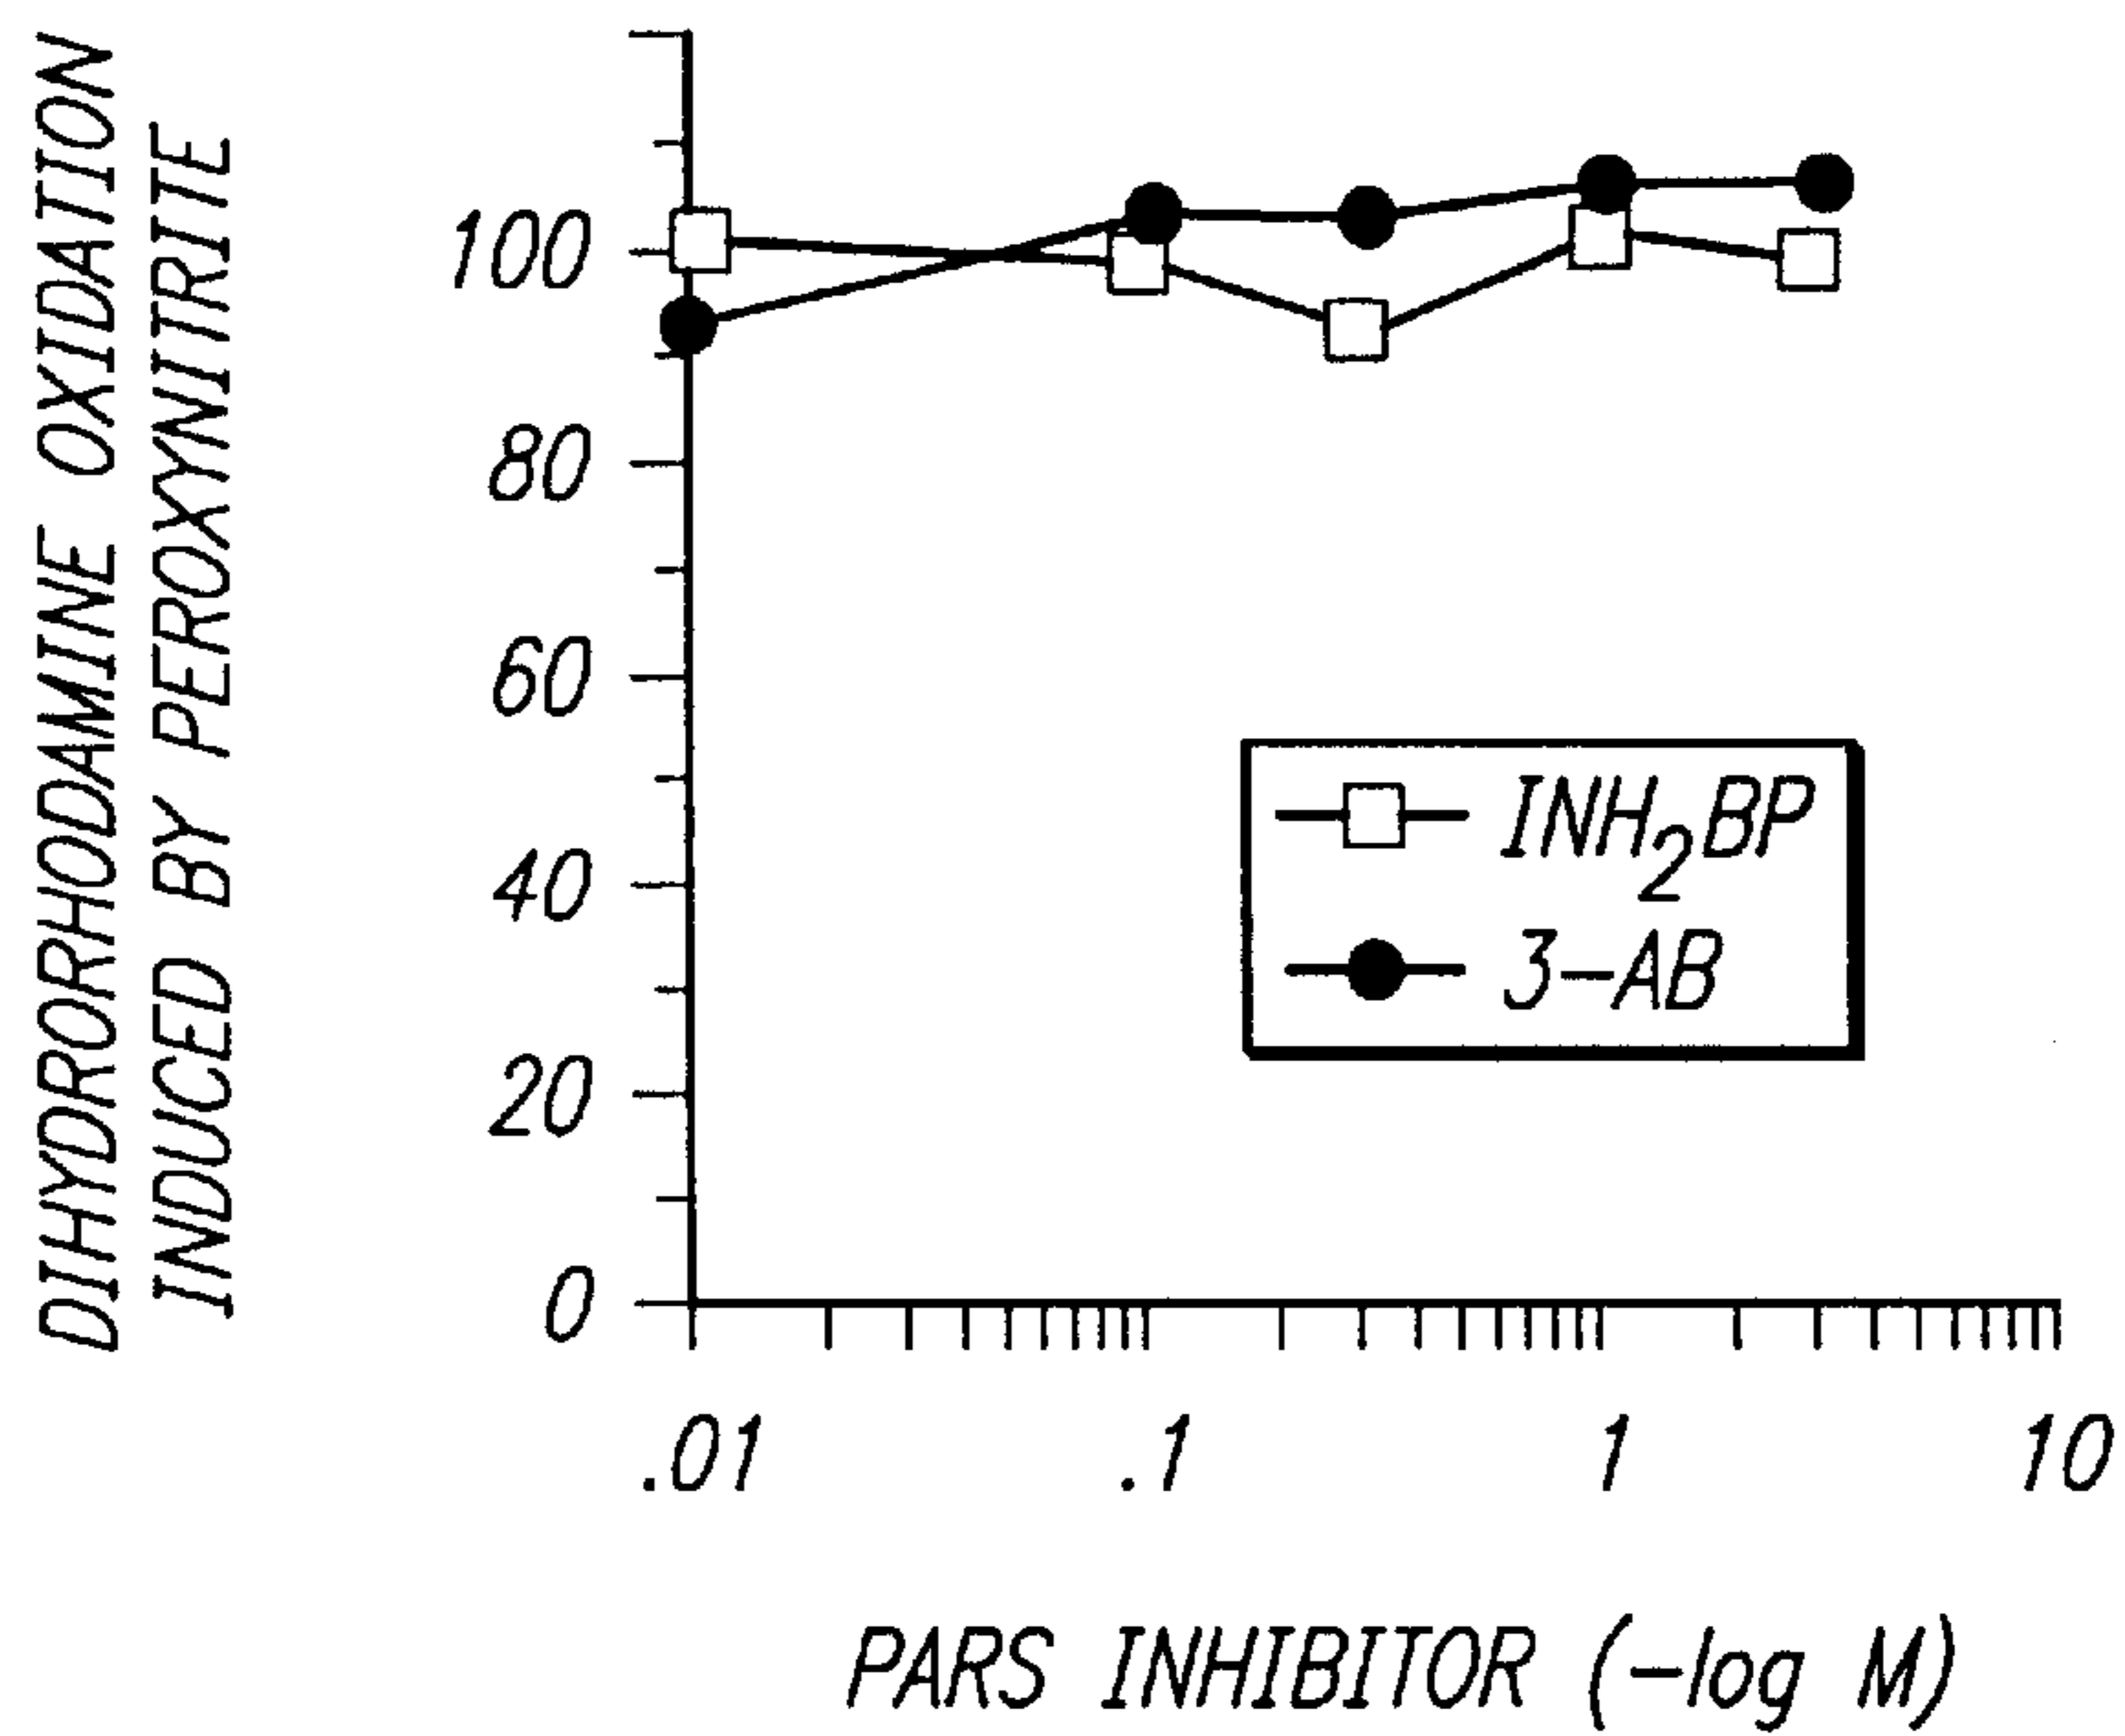 DIHYDRORHODAMINE OXIDATION
INDUCED BY PEROXYNITRITE
100
80
60
40
20
0
INH2BP
3-AB
.01 .1 1 10
PARS INHIBITOR (-log M)